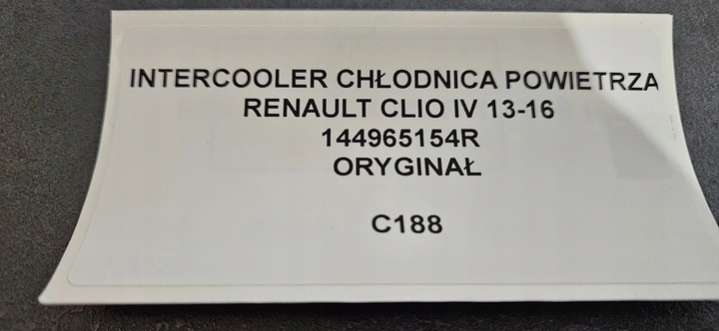 INTERCOOLER CHŁODNICA POWIETRZA
RENAULT CLIO IV 13-16
144965154R
ORYGINAŁ
C188